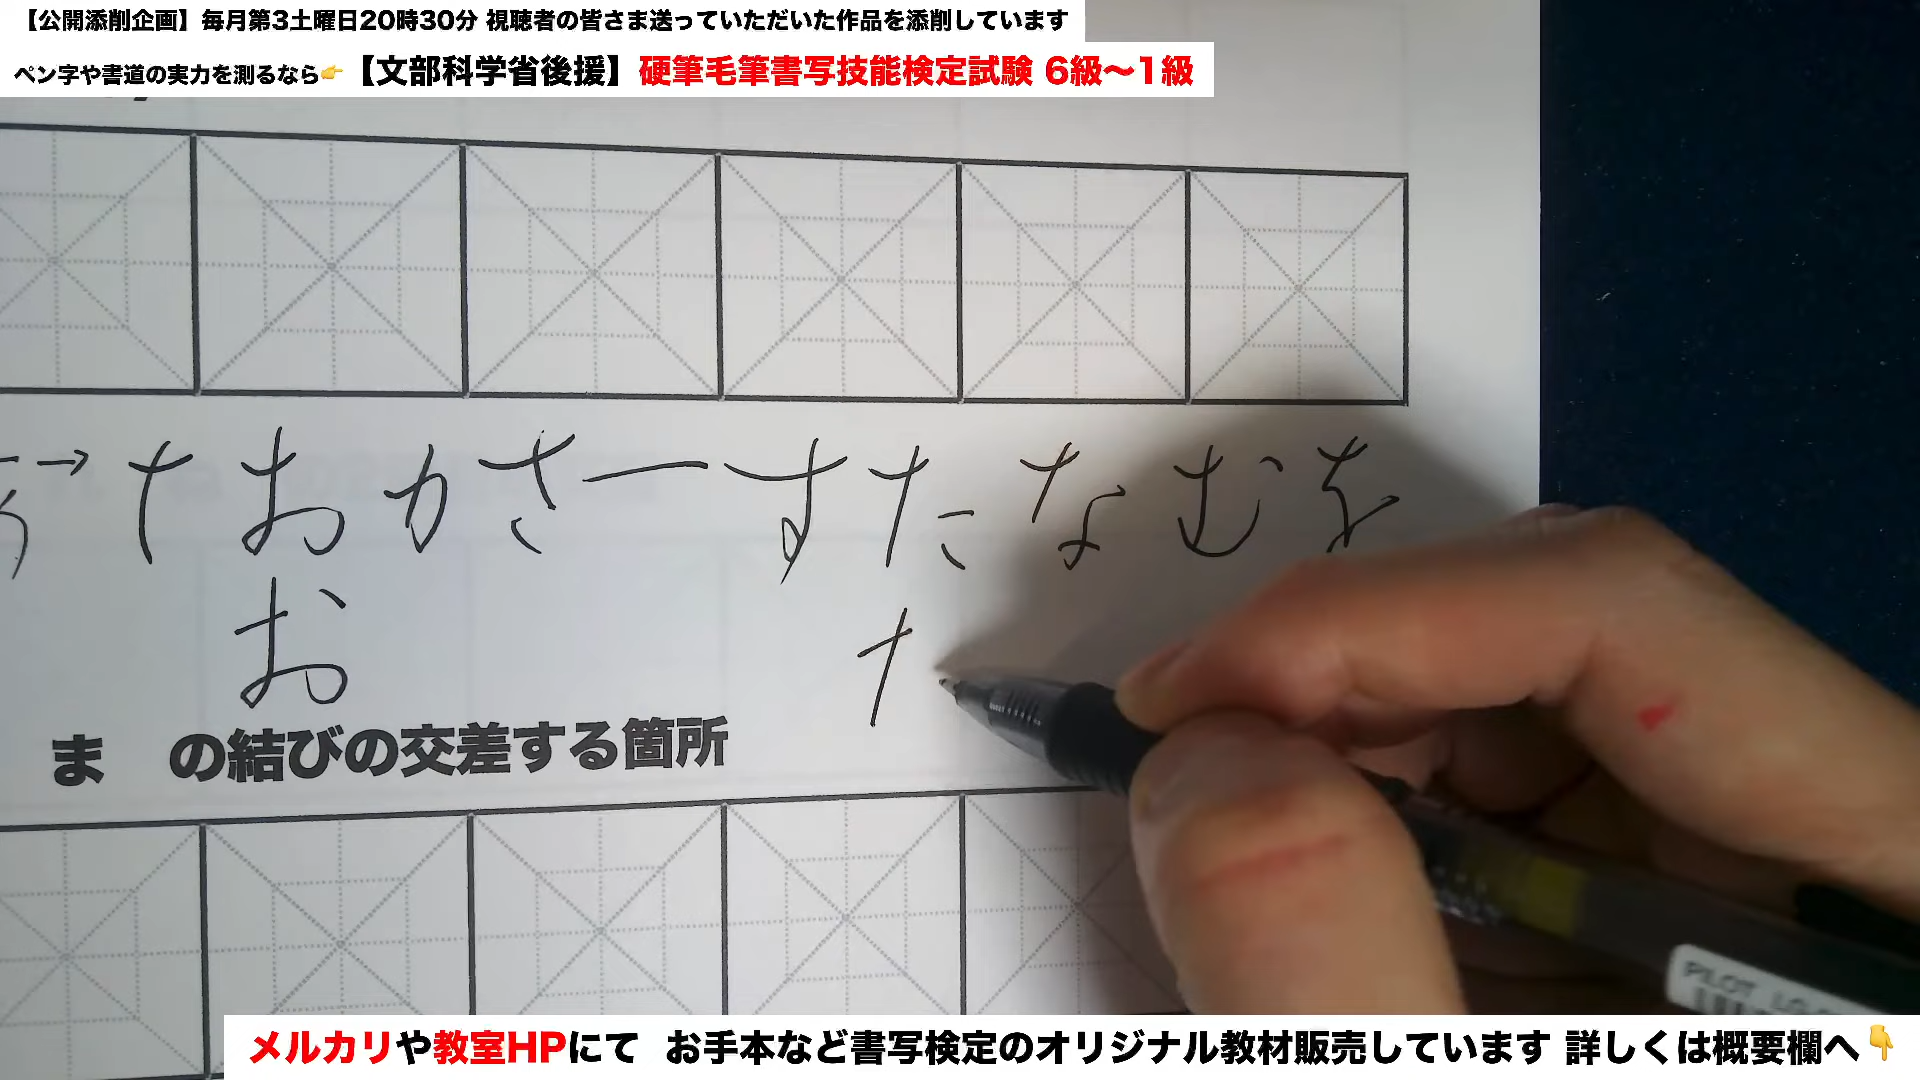 【公開添削企画】毎月第3土曜日20時30分 視聴者の皆さま送っていただいた作品を添削しています
ペン字や書道の実力を測るなら👉【文部科学省後援】硬筆毛筆書写技能検定試験 6級〜1級
→ナおかさーすたなむを
お ナ
ま の結びの交差する箇所
PILOT
メルカリや教室HPにて お手本など書写検定のオリジナル教材販売しています 詳しくは概要欄へ👇